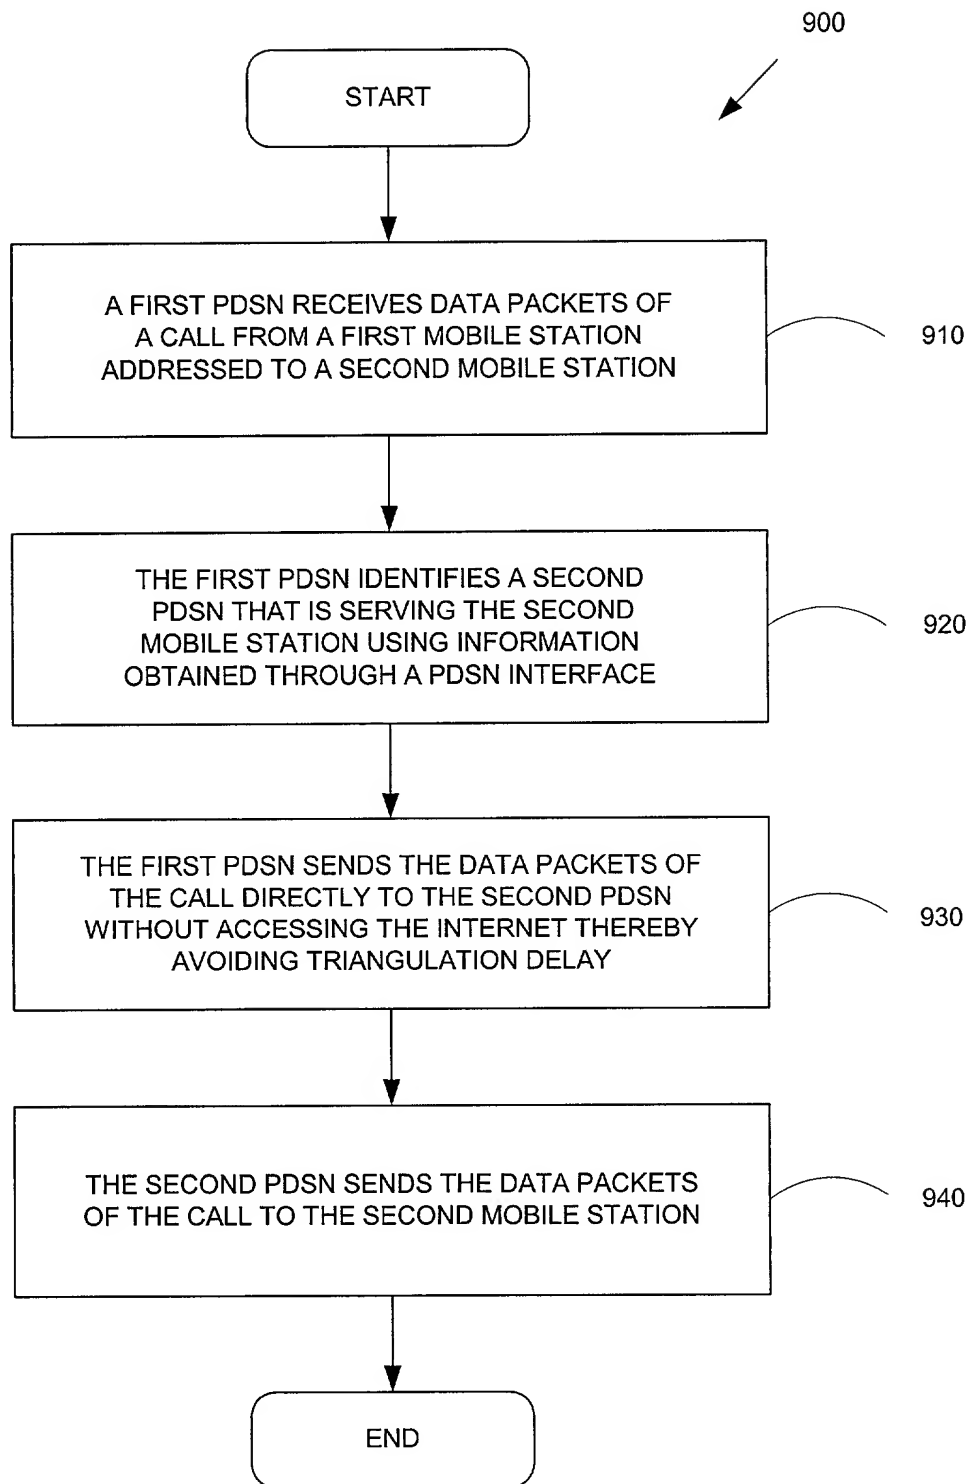 900
START
A FIRST PDSN RECEIVES DATA PACKETS OF
A CALL FROM A FIRST MOBILE STATION
ADDRESSED TO A SECOND MOBILE STATION
910
THE FIRST PDSN IDENTIFIES A SECOND
PDSN THAT IS SERVING THE SECOND
MOBILE STATION USING INFORMATION
OBTAINED THROUGH A PDSN INTERFACE
920
THE FIRST PDSN SENDS THE DATA PACKETS OF
THE CALL DIRECTLY TO THE SECOND PDSN
WITHOUT ACCESSING THE INTERNET THEREBY
AVOIDING TRIANGULATION DELAY
930
THE SECOND PDSN SENDS THE DATA PACKETS
OF THE CALL TO THE SECOND MOBILE STATION
940
END